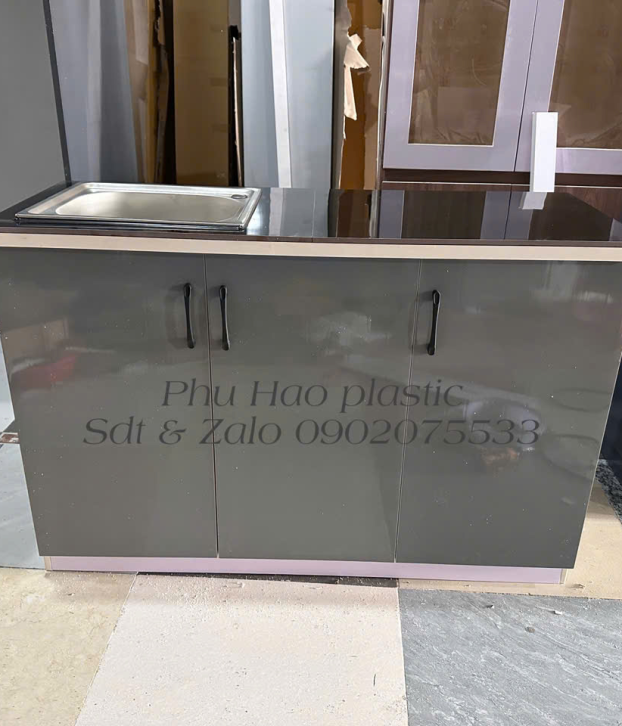 Phu Hao plastic
Sdt & Zalo 0902075533